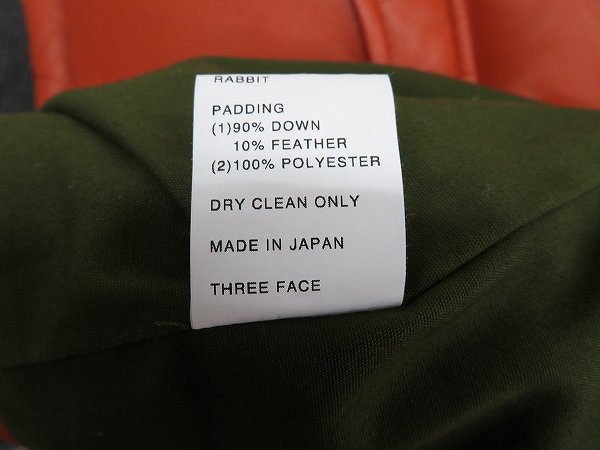 RABBIT
PADDING
(1)90% DOWN
10% FEATHER
(2)100% POLYESTER
DRY CLEAN ONLY
MADE IN JAPAN
THREE FACE